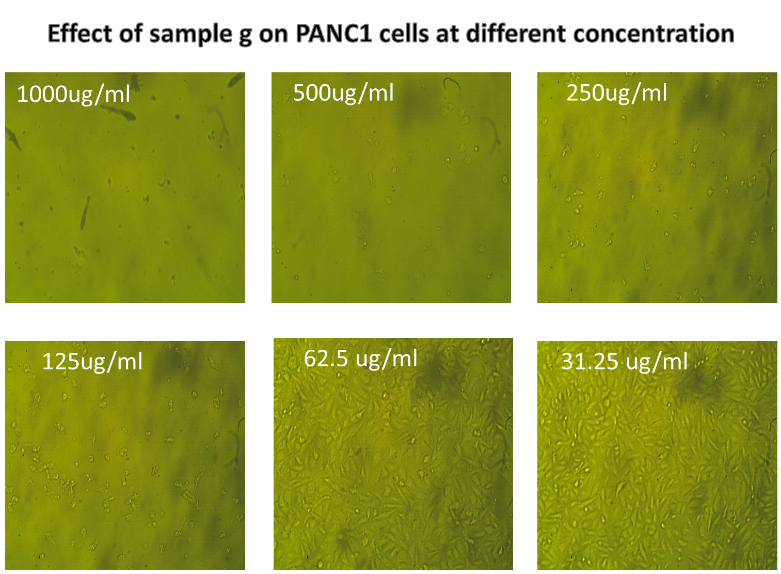 Effect of sample g on PANC1 cells at different concentration
1000ug/ml
500ug/ml
250ug/ml
125ug/ml
62.5 ug/ml
31.25 ug/ml